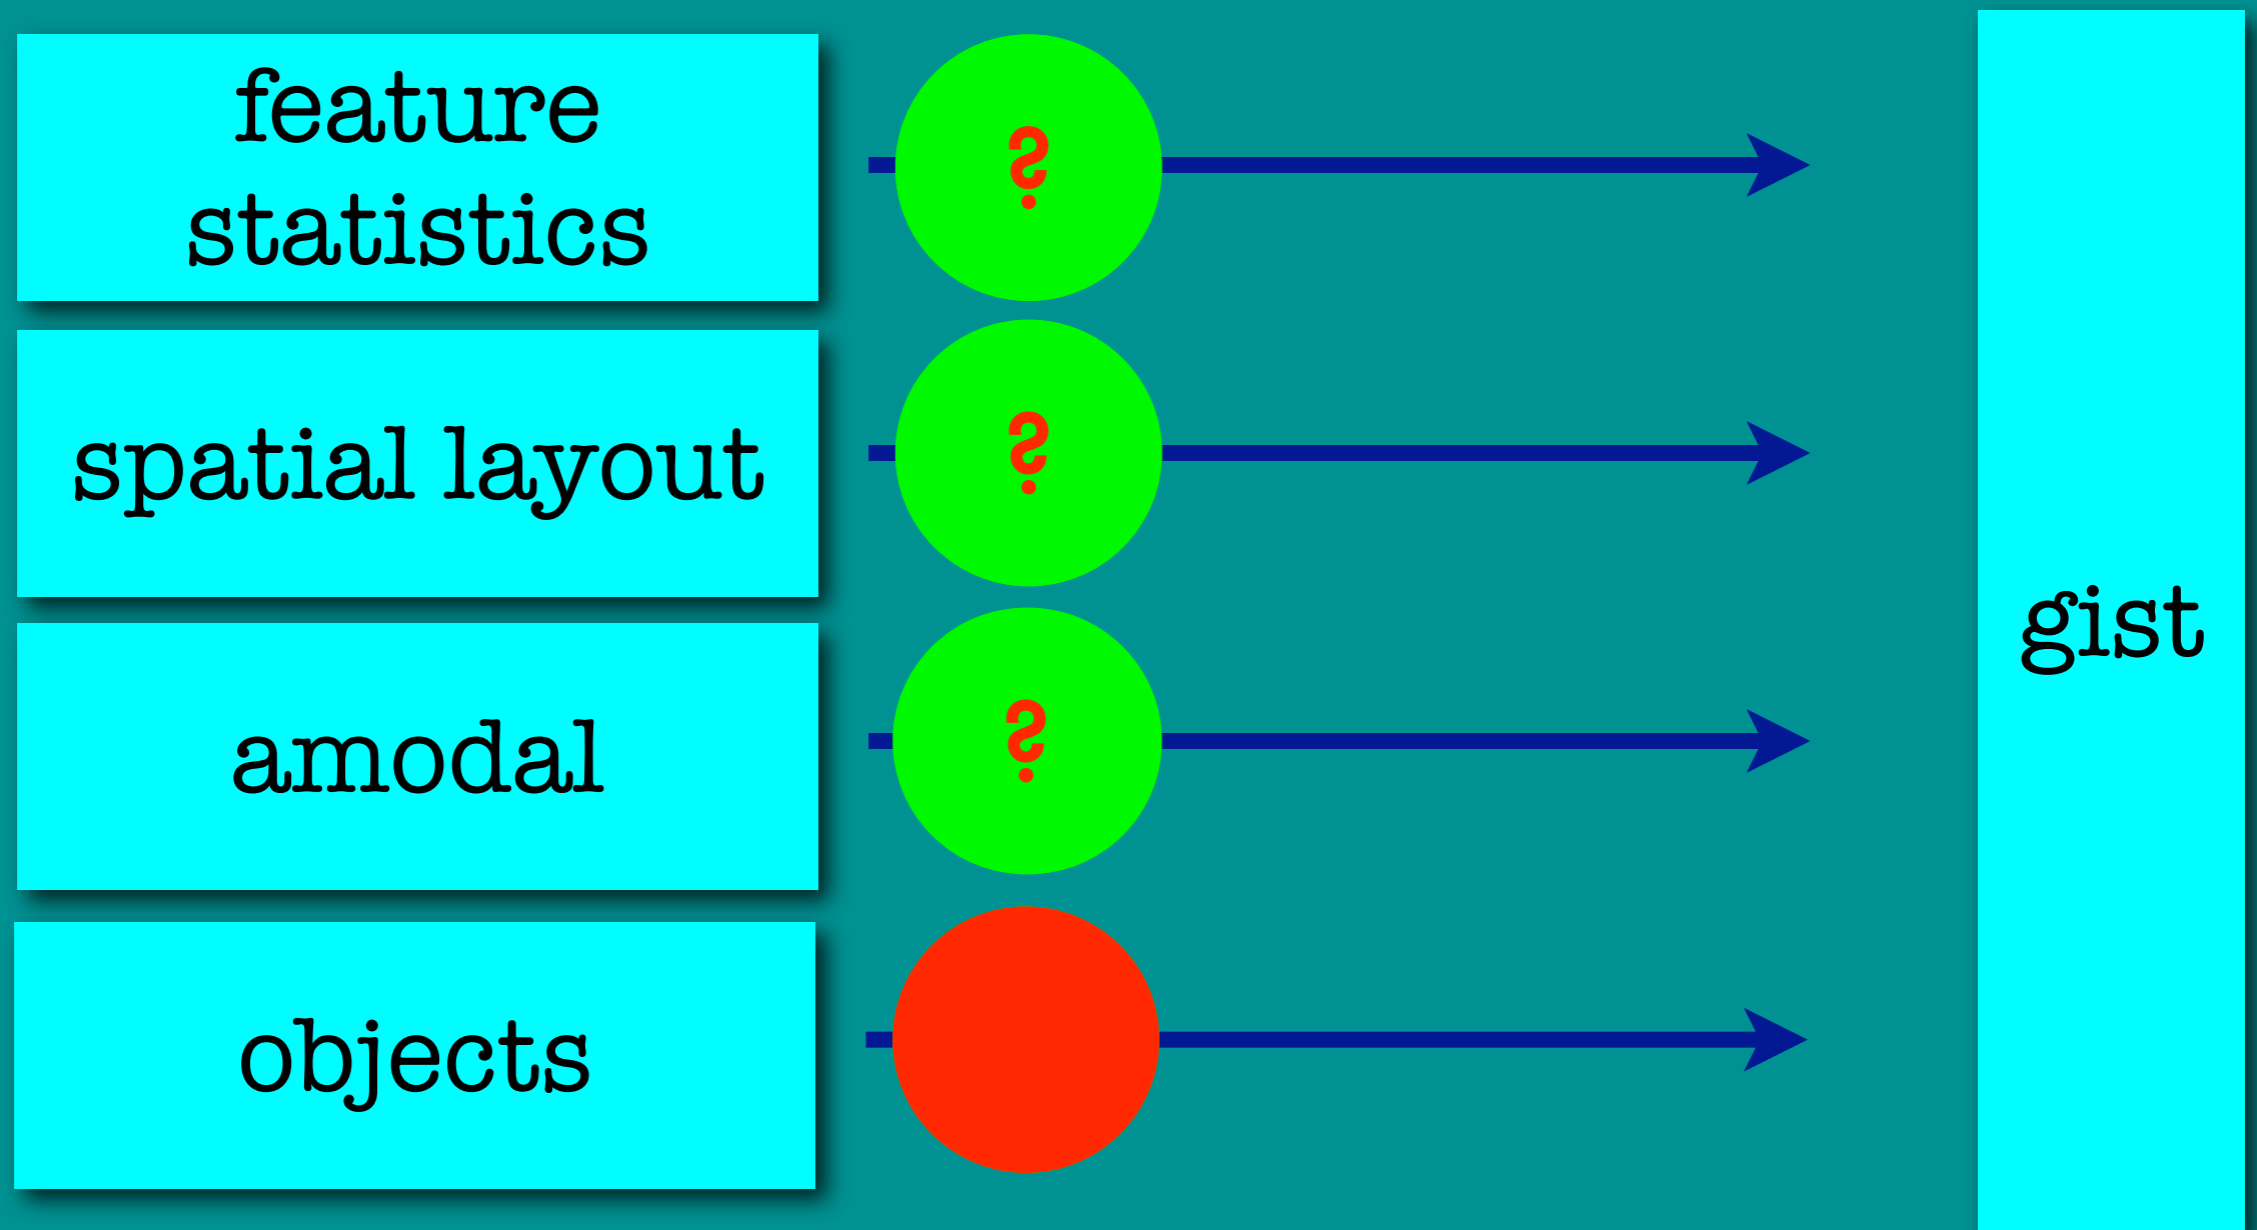 feature
statistics
?
spatial layout
?
amodal
?
objects
gist